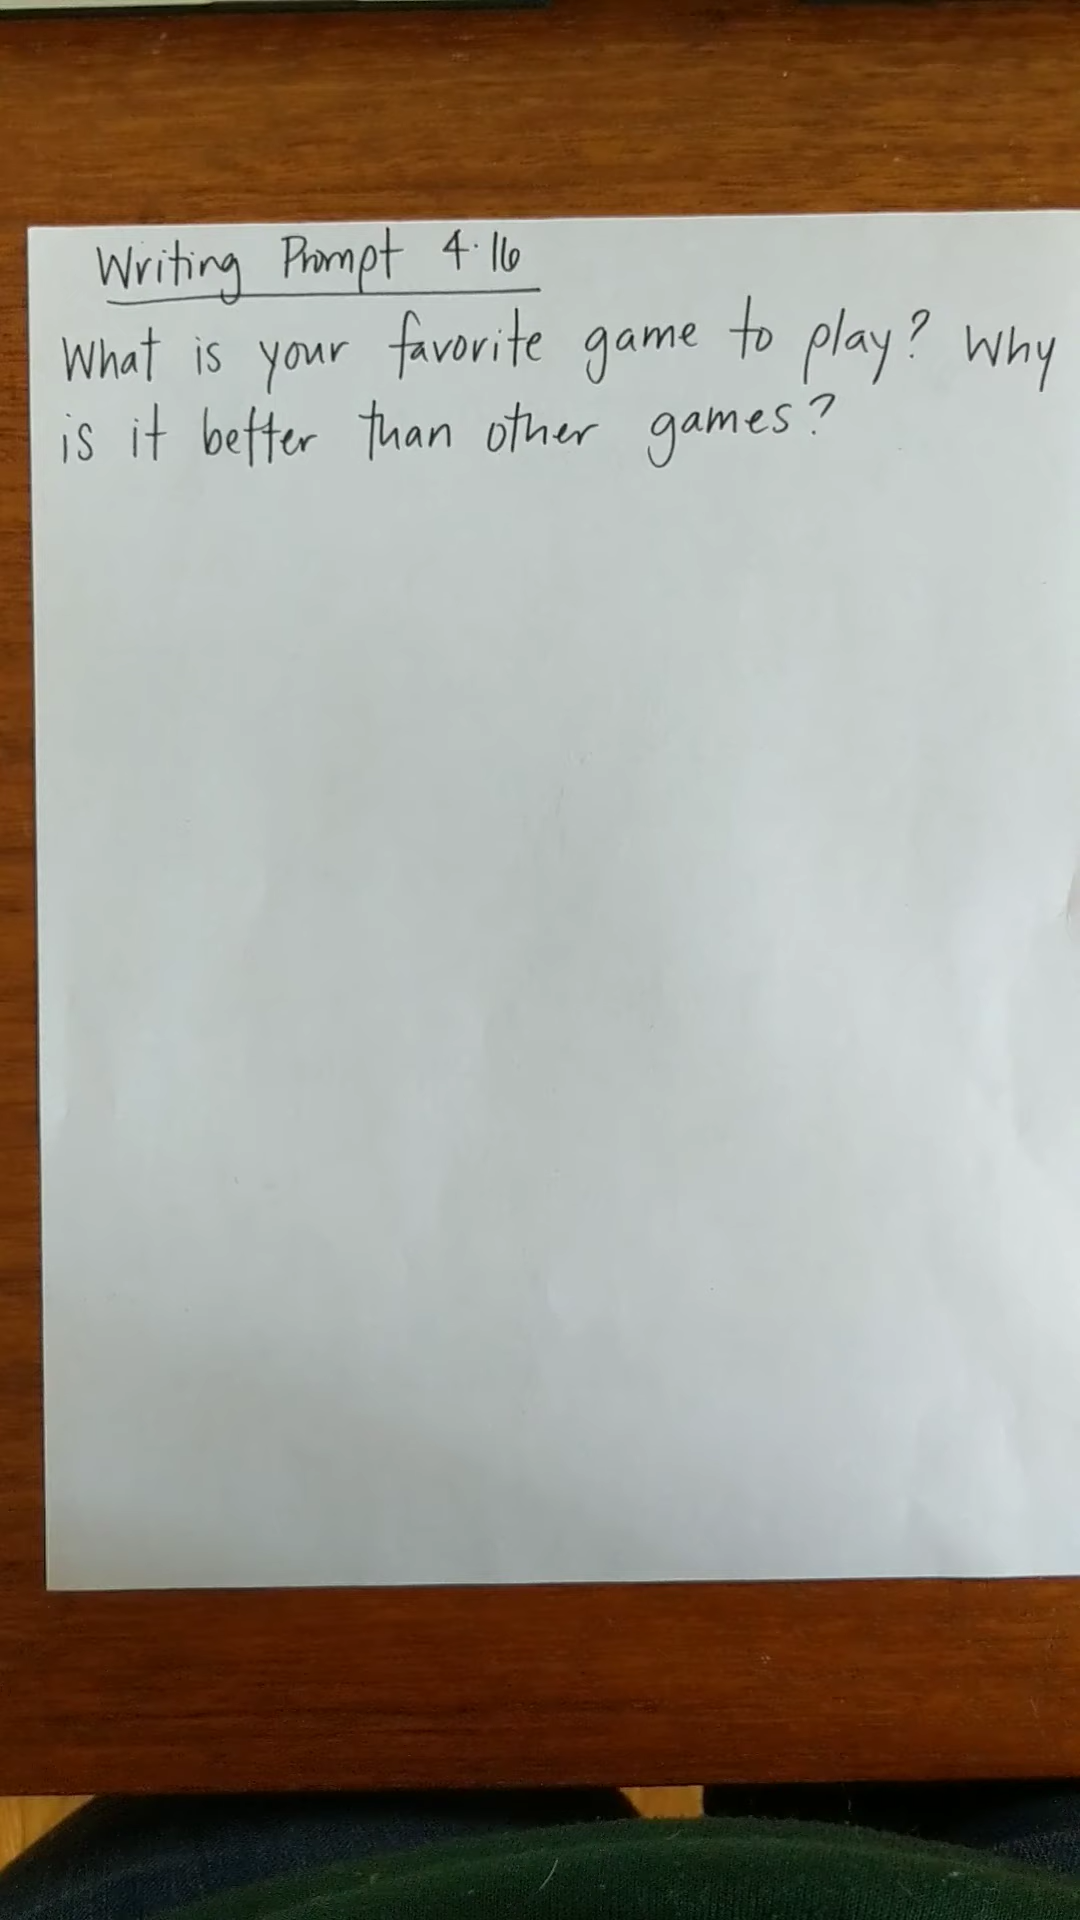 Writing Prompt 4.16
What is your favorite game to play? Why
is it better than other games?